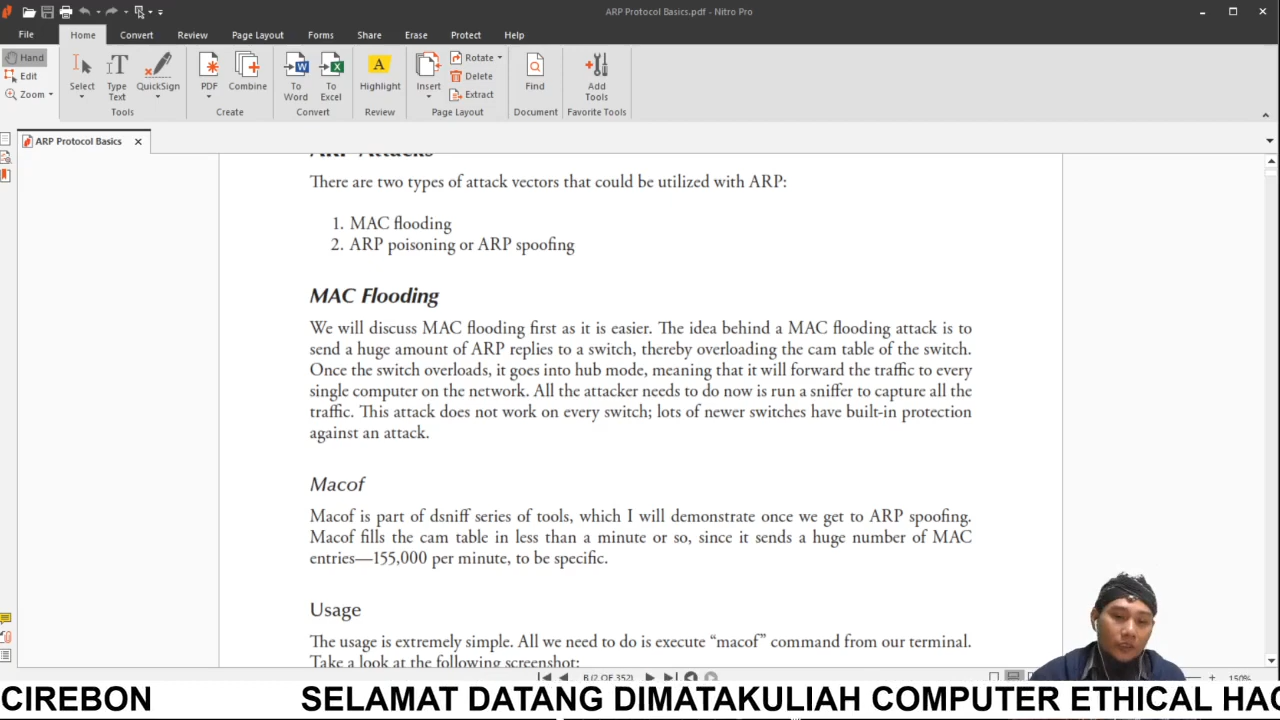 ARP Protocol Basics.pdf - Nitro Pro
File Home Convert Review Page Layout Forms Share Erase Protect Help
Hand
Edit
Zoom
Select
Type Text
QuickSign
Tools
PDF
Combine
Create
To Word
To Excel
Convert
Highlight
Review
Insert
Rotate
Delete
Extract
Page Layout
Find
Document
Add Tools
Favorite Tools
ARP Protocol Basics
ARP Attacks
There are two types of attack vectors that could be utilized with ARP:
1. MAC flooding
2. ARP poisoning or ARP spoofing
MAC Flooding
We will discuss MAC flooding first as it is easier. The idea behind a MAC flooding attack is to
send a huge amount of ARP replies to a switch, thereby overloading the cam table of the switch.
Once the switch overloads, it goes into hub mode, meaning that it will forward the traffic to every
single computer on the network. All the attacker needs to do now is run a sniffer to capture all the
traffic. This attack does not work on every switch; lots of newer switches have built-in protection
against an attack.
Macof
Macof is part of dsniff series of tools, which I will demonstrate once we get to ARP spoofing.
Macof fills the cam table in less than a minute or so, since it sends a huge number of MAC
entries—155,000 per minute, to be specific.
Usage
The usage is extremely simple. All we need to do is execute “macof” command from our terminal.
Take a look at the following screenshot:
(2 OF 352)
150%
CIREBON SELAMAT DATANG DIMATAKULIAH COMPUTER ETHICAL HAC